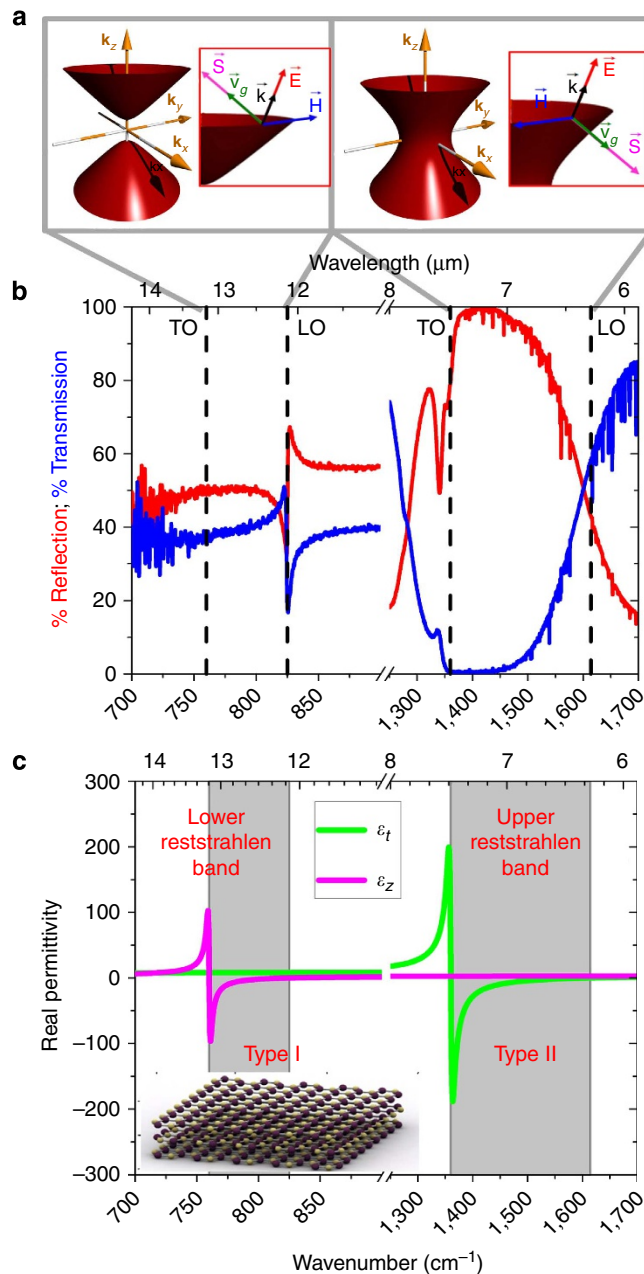 a
k_z
k_y
k_x
kx
S⃗
v⃗_g
k⃗
E⃗
H⃗
k_z
k_y
k_x
kx
H⃗
k⃗
E⃗
v⃗_g
S⃗
Wavelength (μm)
b
14 13 12 8 7 6
TO LO TO LO
100
80
60
40
20
0
% Reflection; % Transmission
700 750 800 850 1,300 1,400 1,500 1,600 1,700
c
14 13 12 8 7 6
300
200
100
0
−100
−200
−300
Real permittivity
Lower
reststrahlen
band
ε_t
ε_z
Upper
reststrahlen
band
Type I
Type II
700 750 800 850 1,300 1,400 1,500 1,600 1,700
Wavenumber (cm⁻¹)